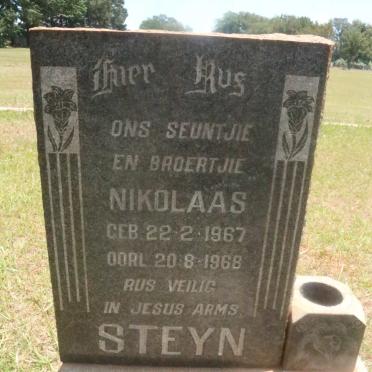 Hier Rus
ONS SEUNTJIE
EN BROERTJIE
NIKOLAAS
GEB 22-2-1967
OORL 20-8-1968
RUS VEILIG
IN JESUS ARMS.
STEYN